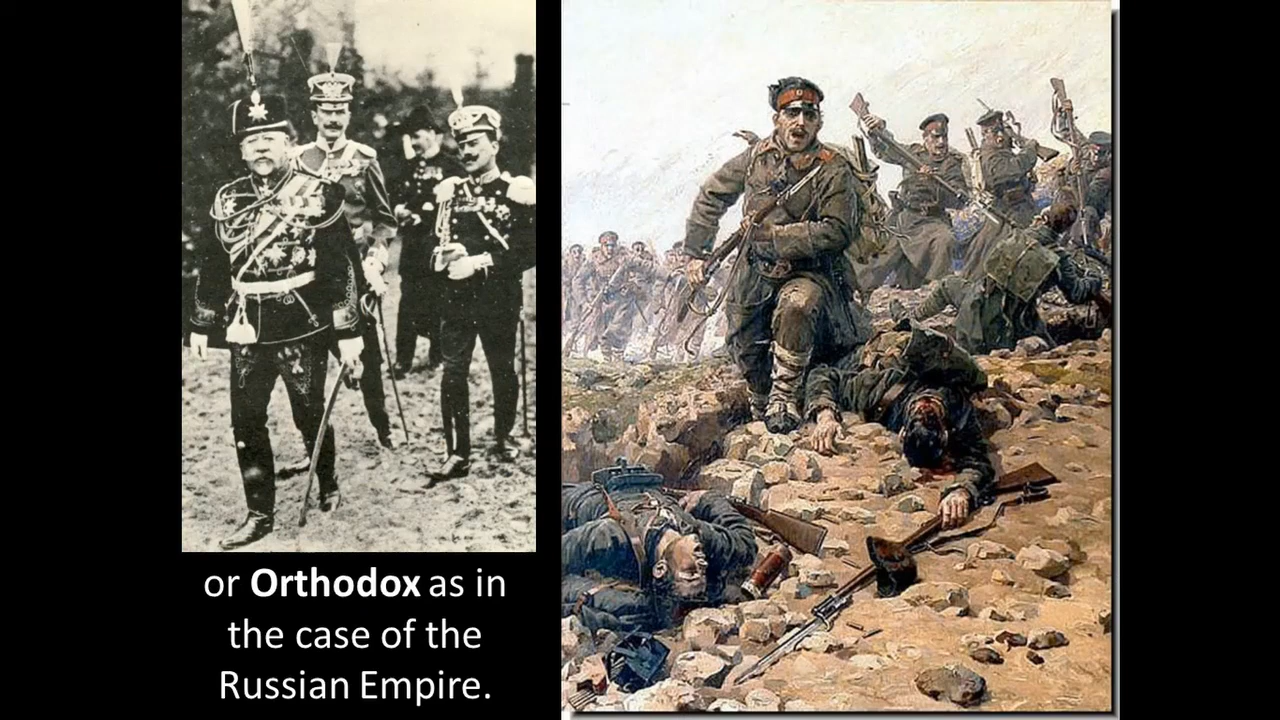 or Orthodox as in
the case of the
Russian Empire.